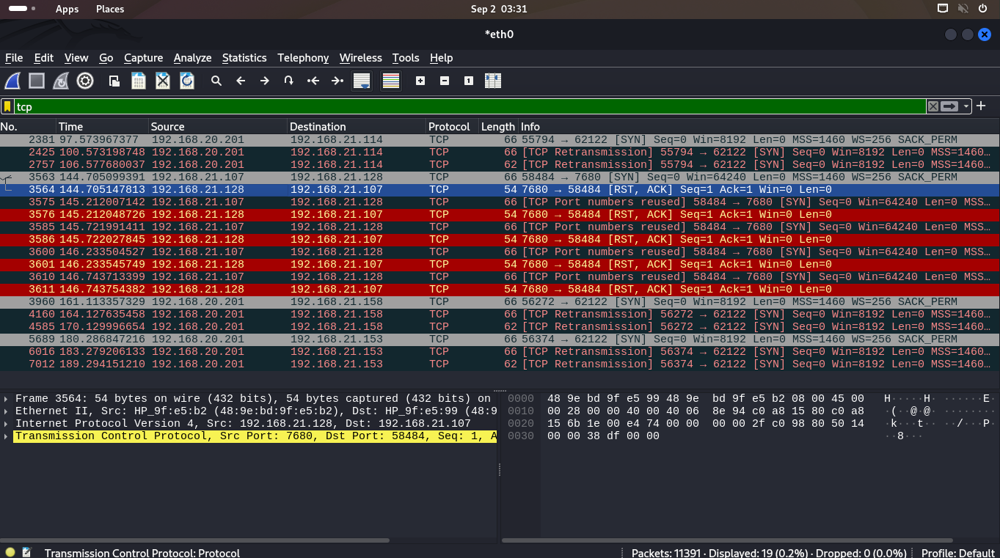 Apps Places Sep 2 03:31
*eth0
File Edit View Go Capture Analyze Statistics Telephony Wireless Tools Help
tcp
No. Time Source Destination Protocol Length Info
2381 97.573967377 192.168.20.201 192.168.21.114 TCP 66 55794 → 62122 [SYN] Seq=0 Win=8192 Len=0 MSS=1460 WS=256 SACK_PERM
2425 100.573198748 192.168.20.201 192.168.21.114 TCP 66 [TCP Retransmission] 55794 → 62122 [SYN] Seq=0 Win=8192 Len=0 MSS=1460…
2757 106.577680037 192.168.20.201 192.168.21.114 TCP 62 [TCP Retransmission] 55794 → 62122 [SYN] Seq=0 Win=8192 Len=0 MSS=1460…
3563 144.705099391 192.168.21.107 192.168.21.128 TCP 66 58484 → 7680 [SYN] Seq=0 Win=64240 Len=0 MSS=1460 WS=256 SACK_PERM
3564 144.705147813 192.168.21.128 192.168.21.107 TCP 54 7680 → 58484 [RST, ACK] Seq=1 Ack=1 Win=0 Len=0
3575 145.212007142 192.168.21.107 192.168.21.128 TCP 66 [TCP Port numbers reused] 58484 → 7680 [SYN] Seq=0 Win=64240 Len=0 MSS…
3576 145.212048726 192.168.21.128 192.168.21.107 TCP 54 7680 → 58484 [RST, ACK] Seq=1 Ack=1 Win=0 Len=0
3585 145.721991411 192.168.21.107 192.168.21.128 TCP 66 [TCP Port numbers reused] 58484 → 7680 [SYN] Seq=0 Win=64240 Len=0 MSS…
3586 145.722027845 192.168.21.128 192.168.21.107 TCP 54 7680 → 58484 [RST, ACK] Seq=1 Ack=1 Win=0 Len=0
3600 146.233504527 192.168.21.107 192.168.21.128 TCP 66 [TCP Port numbers reused] 58484 → 7680 [SYN] Seq=0 Win=64240 Len=0 MSS…
3601 146.233545749 192.168.21.128 192.168.21.107 TCP 54 7680 → 58484 [RST, ACK] Seq=1 Ack=1 Win=0 Len=0
3610 146.743713399 192.168.21.107 192.168.21.128 TCP 66 [TCP Port numbers reused] 58484 → 7680 [SYN] Seq=0 Win=64240 Len=0 MSS…
3611 146.743754382 192.168.21.128 192.168.21.107 TCP 54 7680 → 58484 [RST, ACK] Seq=1 Ack=1 Win=0 Len=0
3960 161.113357329 192.168.20.201 192.168.21.158 TCP 66 56272 → 62122 [SYN] Seq=0 Win=8192 Len=0 MSS=1460 WS=256 SACK_PERM
4160 164.127635458 192.168.20.201 192.168.21.158 TCP 66 [TCP Retransmission] 56272 → 62122 [SYN] Seq=0 Win=8192 Len=0 MSS=1460…
4585 170.129996654 192.168.20.201 192.168.21.158 TCP 62 [TCP Retransmission] 56272 → 62122 [SYN] Seq=0 Win=8192 Len=0 MSS=1460…
5689 180.286847216 192.168.20.201 192.168.21.153 TCP 66 56374 → 62122 [SYN] Seq=0 Win=8192 Len=0 MSS=1460 WS=256 SACK_PERM
6016 183.279206133 192.168.20.201 192.168.21.153 TCP 66 [TCP Retransmission] 56374 → 62122 [SYN] Seq=0 Win=8192 Len=0 MSS=1460…
7012 189.294151210 192.168.20.201 192.168.21.153 TCP 62 [TCP Retransmission] 56374 → 62122 [SYN] Seq=0 Win=8192 Len=0 MSS=1460…
Frame 3564: 54 bytes on wire (432 bits), 54 bytes captured (432 bits) on
Ethernet II, Src: HP_9f:e5:b2 (48:9e:bd:9f:e5:b2), Dst: HP_9f:e5:99 (48:9
Internet Protocol Version 4, Src: 192.168.21.128, Dst: 192.168.21.107
Transmission Control Protocol, Src Port: 7680, Dst Port: 58484, Seq: 1, A
0000 48 9e bd 9f e5 99 48 9e bd 9f e5 b2 08 00 45 00 H·····H· ······E·
0010 00 28 00 00 40 00 40 06 8e 94 c0 a8 15 80 c0 a8 ·(··@·@· ········
0020 15 6b 1e 00 e4 74 00 00 00 00 2f c0 98 80 50 14 ·k···t·· ··/···P·
0030 00 00 38 df 00 00 ··8···
Transmission Control Protocol: Protocol
Packets: 11391 · Displayed: 19 (0.2%) · Dropped: 0 (0.0%)
Profile: Default